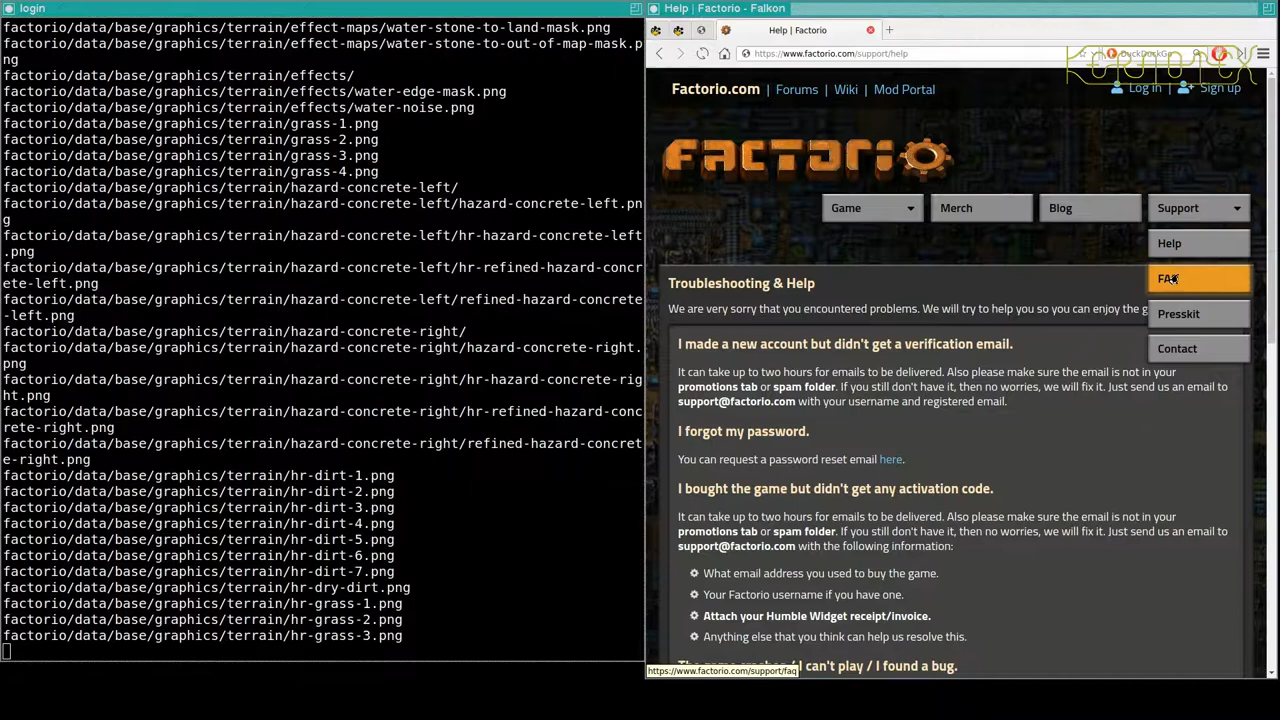 login
factorio/data/base/graphics/terrain/effect-maps/water-stone-to-land-mask.png
factorio/data/base/graphics/terrain/effect-maps/water-stone-to-out-of-map-mask.p
ng
factorio/data/base/graphics/terrain/effects/
factorio/data/base/graphics/terrain/effects/water-edge-mask.png
factorio/data/base/graphics/terrain/effects/water-noise.png
factorio/data/base/graphics/terrain/grass-1.png
factorio/data/base/graphics/terrain/grass-2.png
factorio/data/base/graphics/terrain/grass-3.png
factorio/data/base/graphics/terrain/grass-4.png
factorio/data/base/graphics/terrain/hazard-concrete-left/
factorio/data/base/graphics/terrain/hazard-concrete-left/hazard-concrete-left.pn
g
factorio/data/base/graphics/terrain/hazard-concrete-left/hr-hazard-concrete-left
.png
factorio/data/base/graphics/terrain/hazard-concrete-left/hr-refined-hazard-concr
ete-left.png
factorio/data/base/graphics/terrain/hazard-concrete-left/refined-hazard-concrete
-left.png
factorio/data/base/graphics/terrain/hazard-concrete-right/
factorio/data/base/graphics/terrain/hazard-concrete-right/hazard-concrete-right.
png
factorio/data/base/graphics/terrain/hazard-concrete-right/hr-hazard-concrete-rig
ht.png
factorio/data/base/graphics/terrain/hazard-concrete-right/hr-refined-hazard-conc
rete-right.png
factorio/data/base/graphics/terrain/hazard-concrete-right/refined-hazard-concret
e-right.png
factorio/data/base/graphics/terrain/hr-dirt-1.png
factorio/data/base/graphics/terrain/hr-dirt-2.png
factorio/data/base/graphics/terrain/hr-dirt-3.png
factorio/data/base/graphics/terrain/hr-dirt-4.png
factorio/data/base/graphics/terrain/hr-dirt-5.png
factorio/data/base/graphics/terrain/hr-dirt-6.png
factorio/data/base/graphics/terrain/hr-dirt-7.png
factorio/data/base/graphics/terrain/hr-dry-dirt.png
factorio/data/base/graphics/terrain/hr-grass-1.png
factorio/data/base/graphics/terrain/hr-grass-2.png
factorio/data/base/graphics/terrain/hr-grass-3.png
Help | Factorio - Falkon
Help | Factorio
https://www.factorio.com/support/help
DuckDuckGo
Factorio.com | Forums | Wiki | Mod Portal
Log in | Sign up
FACTORIO
Game
Merch
Blog
Support
Help
FAQ
Presskit
Contact
Troubleshooting & Help
We are very sorry that you encountered problems. We will try to help you so you can enjoy the g
I made a new account but didn't get a verification email.
It can take up to two hours for emails to be delivered. Also please make sure the email is not in your
promotions tab or spam folder. If you still don't have it, then no worries, we will fix it. Just send us an email to
support@factorio.com with your username and registered email.
I forgot my password.
You can request a password reset email here.
I bought the game but didn't get any activation code.
It can take up to two hours for emails to be delivered. Also please make sure the email is not in your
promotions tab or spam folder. If you still don't have it, then no worries, we will fix it. Just send us an email to
support@factorio.com with the following information:
What email address you used to buy the game.
Your Factorio username if you have one.
Attach your Humble Widget receipt/invoice.
Anything else that you think can help us resolve this.
The game crashes / I can't play / I found a bug.
https://www.factorio.com/support/faq